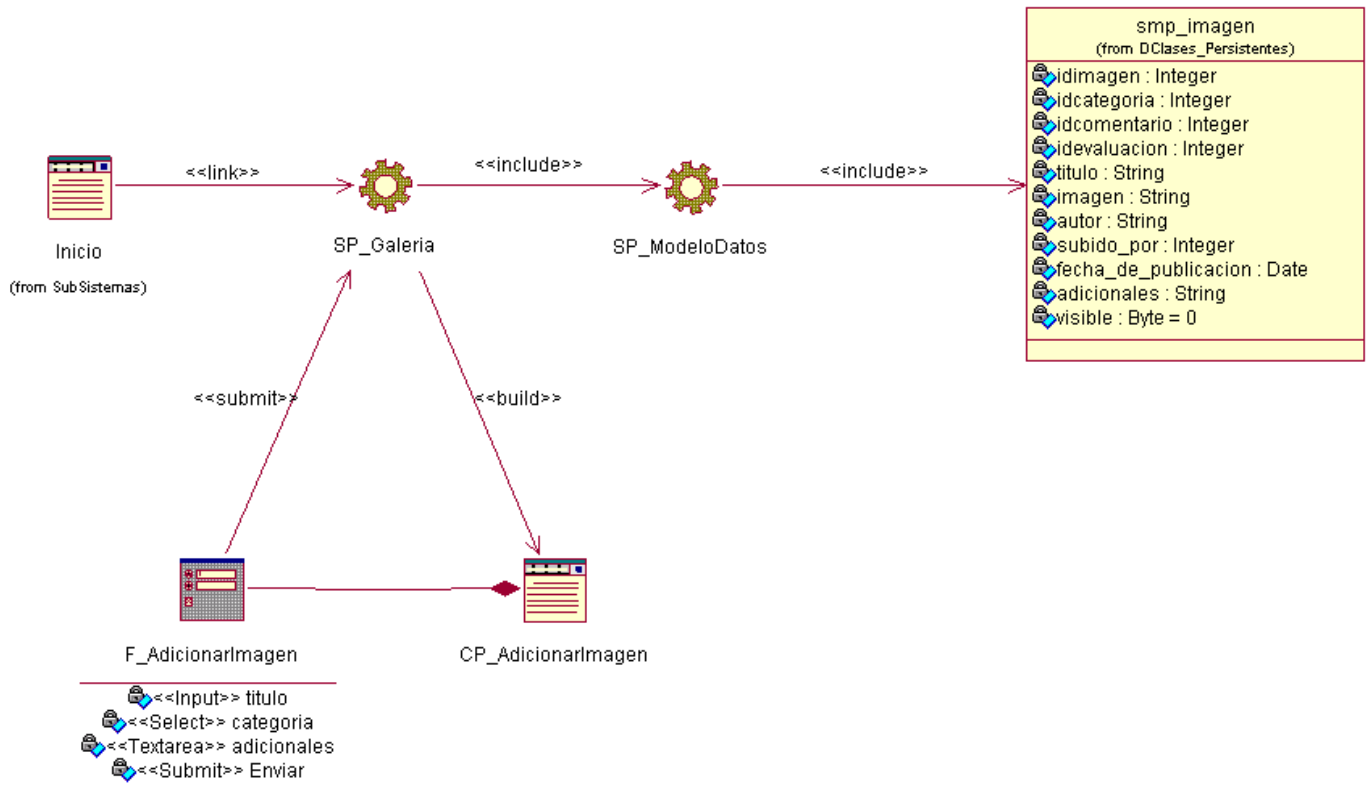 smp_imagen
(from DClases_Persistentes)
idimagen : Integer
idcategoria : Integer
idcomentario : Integer
idevaluacion : Integer
titulo : String
imagen : String
autor : String
subido_por : Integer
fecha_de_publicacion : Date
adicionales : String
visible : Byte = 0
<<link>>
<<include>>
<<include>>
Inicio
(from SubSistemas)
SP_Galeria
SP_ModeloDatos
<<submit>>
<<build>>
F_AdicionarImagen
CP_AdicionarImagen
<<Input>> titulo
<<Select>> categoria
<<Textarea>> adicionales
<<Submit>> Enviar